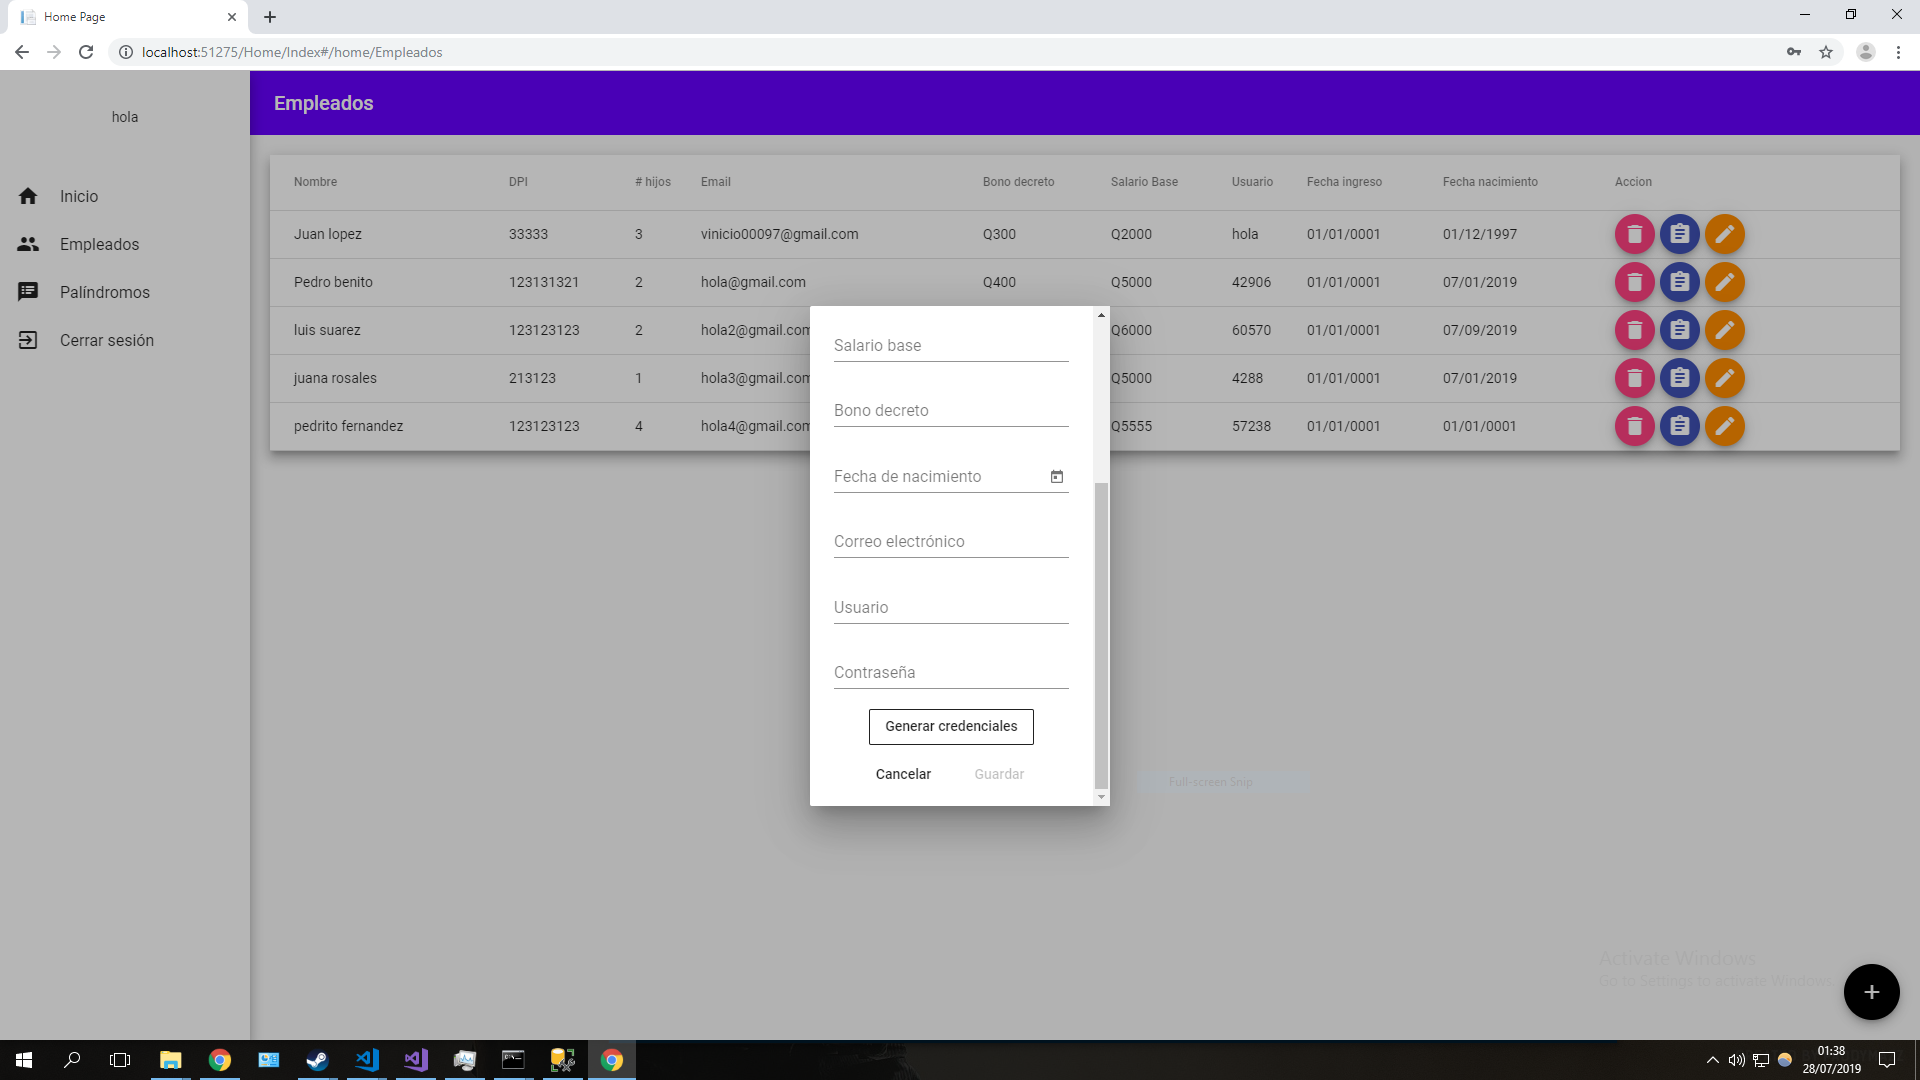 Home Page
localhost:51275/Home/Index#/home/Empleados
hola
Inicio
Empleados
Palíndromos
Cerrar sesión
Empleados
Nombre DPI # hijos Email Bono decreto Salario Base Usuario Fecha ingreso Fecha nacimiento Accion
Juan lopez 33333 3 vinicio00097@gmail.com Q300 Q2000 hola 01/01/0001 01/12/1997
Pedro benito 123131321 2 hola@gmail.com Q400 Q5000 42906 01/01/0001 07/01/2019
luis suarez 123123123 2 hola2@gmail.com Q6000 60570 01/01/0001 07/09/2019
juana rosales 213123 1 hola3@gmail.com Q5000 4288 01/01/0001 07/01/2019
pedrito fernandez 123123123 4 hola4@gmail.com Q5555 57238 01/01/0001 01/01/0001
Salario base
Bono decreto
Fecha de nacimiento
Correo electrónico
Usuario
Contraseña
Generar credenciales
Cancelar Guardar
Full-screen Snip
Activate Windows
Go to Settings to activate Windows.
+
01:38
28/07/2019